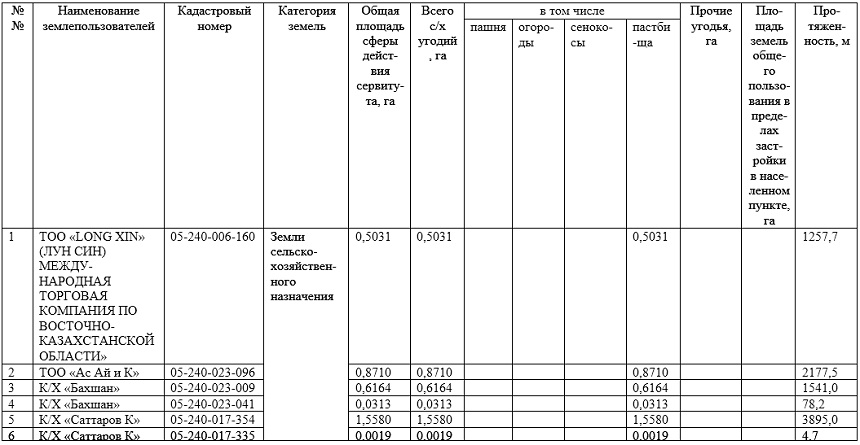 № №
Наименование землепользователей
Кадастровый номер
Категория земель
Общая площадь сферы дейст-вия сервиту-та, га
Всего с/х угодий , га
в том числе
пашня
огоро-ды
сеноко-сы
пастби-ща
Прочие угодья, га
Пло-щадь земель обще-го пользо-вания в преде-лах заст-ройки в насе-ленном пункте, га
Про-тяжен-ность, м
1 ТОО «LONG XIN» 05-240-006-160 Земли 0,5031 0,5031 0,5031 1257,7
(ЛУН СИН) сельско-
МЕЖДУ- хозяйствен-
НАРОДНАЯ ного
ТОРГОВАЯ назначения
КОМПАНИЯ ПО
ВОСТОЧНО-
КАЗАХСТАНСКОЙ
ОБЛАСТИ»
2 ТОО «Ас Ай и К» 05-240-023-096 0,8710 0,8710 0,8710 2177,5
3 К/Х «Бахшан» 05-240-023-009 0,6164 0,6164 0,6164 1541,0
4 К/Х «Бахшан» 05-240-023-041 0,0313 0,0313 0,0313 78,2
5 К/Х «Саттаров К» 05-240-017-354 1,5580 1,5580 1,5580 3895,0
6 К/Х «Саттаров К» 05-240-017-335 0,0019 0,0019 0,0019 4,7